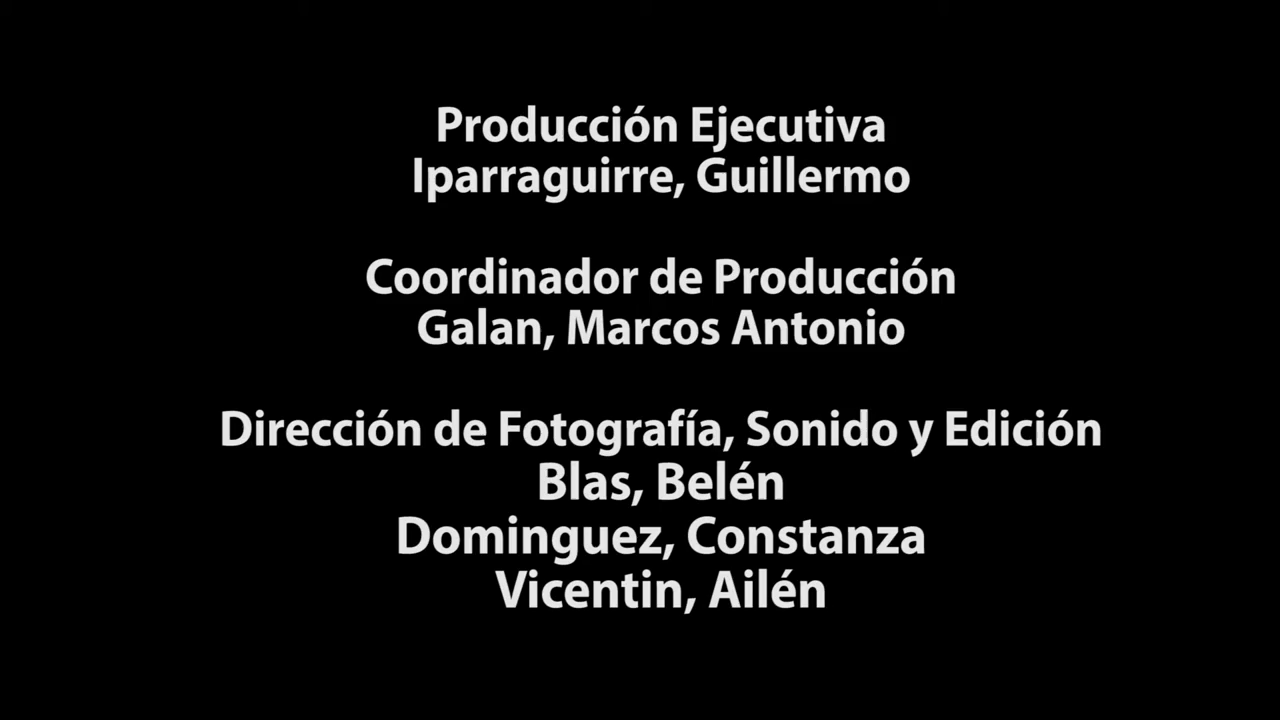 Producción Ejecutiva
Iparraguirre, Guillermo
Coordinador de Producción
Galan, Marcos Antonio
Dirección de Fotografía, Sonido y Edición
Blas, Belén
Dominguez, Constanza
Vicentin, Ailén